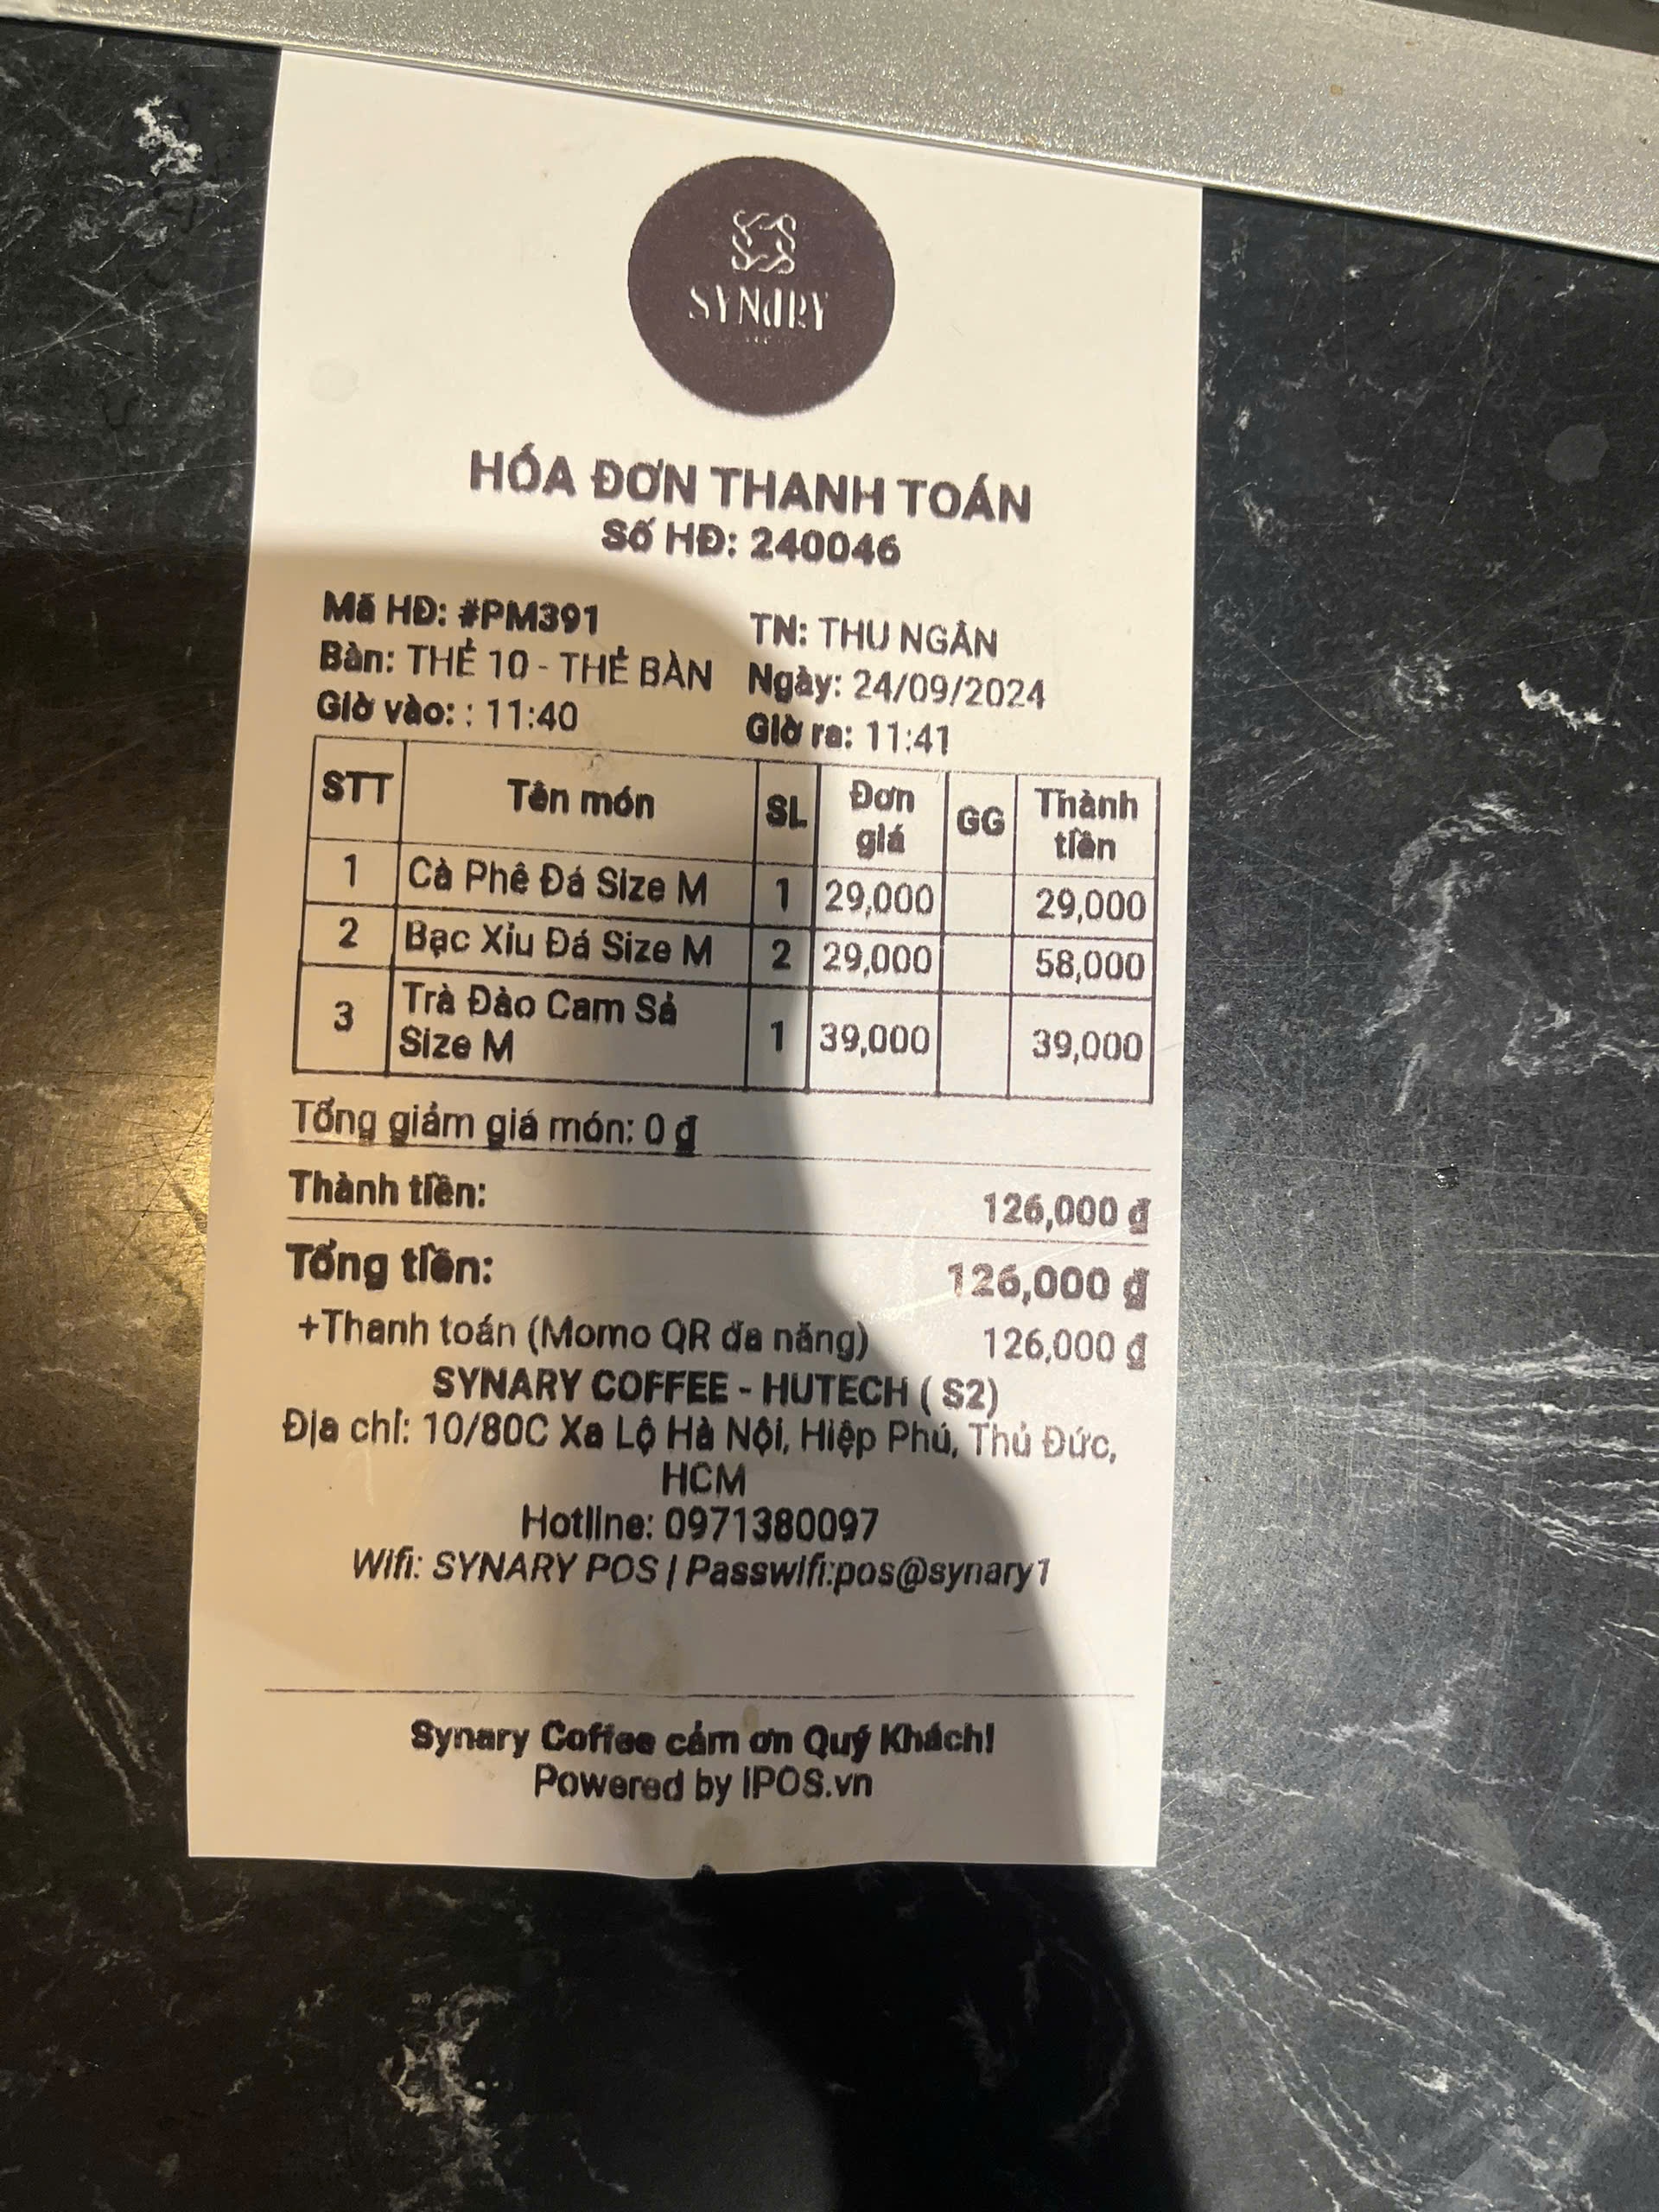 SYNARY
HÓA ĐƠN THANH TOÁN
Số HĐ: 240046
Mã HĐ: #PM391 TN: THU NGÂN
Bàn: THẺ 10 - THẺ BÀN Ngày: 24/09/2024
Giờ vào: : 11:40 Giờ ra: 11:41
STT Tên món SL Đơn giá GG Thành tiền
1 Cà Phê Đá Size M 1 29,000 29,000
2 Bạc Xỉu Đá Size M 2 29,000 58,000
3 Trà Đào Cam Sả Size M 1 39,000 39,000
Tổng giảm giá món: 0 ₫
Thành tiền: 126,000 ₫
Tổng tiền: 126,000 ₫
+Thanh toán (Momo QR đa năng) 126,000 ₫
SYNARY COFFEE - HUTECH ( S2)
Địa chỉ: 10/80C Xa Lộ Hà Nội, Hiệp Phú, Thủ Đức,
HCM
Hotline: 0971380097
Wifi: SYNARY POS | Passwifi:pos@synary1
Synary Coffee cảm ơn Quý Khách!
Powered by IPOS.vn